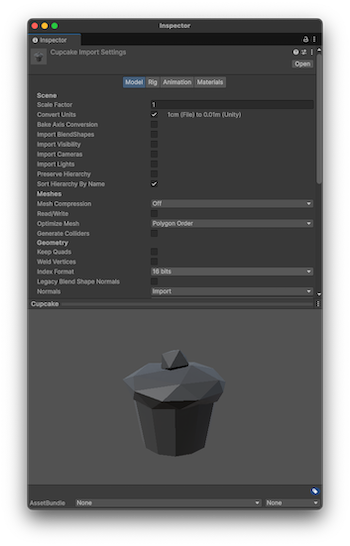 Inspector
Inspector
Cupcake Import Settings
Open
Model Rig Animation Materials
Scene
Scale Factor 1
Convert Units 1cm (File) to 0.01m (Unity)
Bake Axis Conversion
Import BlendShapes
Import Visibility
Import Cameras
Import Lights
Preserve Hierarchy
Sort Hierarchy By Name
Meshes
Mesh Compression Off
Read/Write
Optimize Mesh Polygon Order
Generate Colliders
Geometry
Keep Quads
Weld Vertices
Index Format 16 bits
Legacy Blend Shape Normals
Normals Import
Cupcake
AssetBundle None None